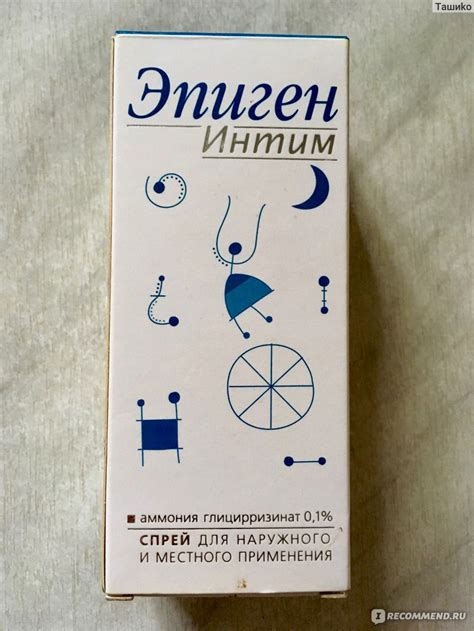 Ташико
Эпиген
Интим
аммония глицирризинат 0,1%
СПРЕЙ ДЛЯ НАРУЖНОГО
И МЕСТНОГО ПРИМЕНЕНИЯ
I RECOMMEND.RU